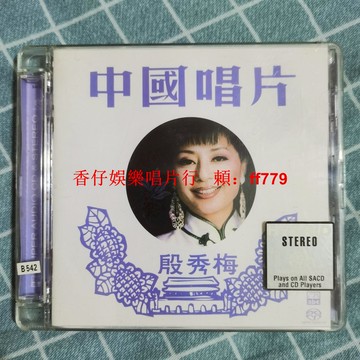 中國唱片
香仔娛樂唱片行 頼：ff779
殷秀梅
B 542
STEREO
Plays on All SACD
and CD Players